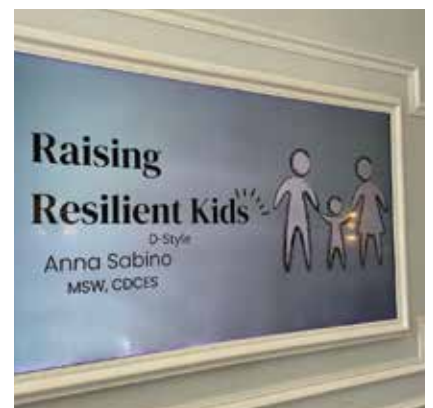 Raising
Resilient Kids
D-Style
Anna Sabino
MSW, CDCES